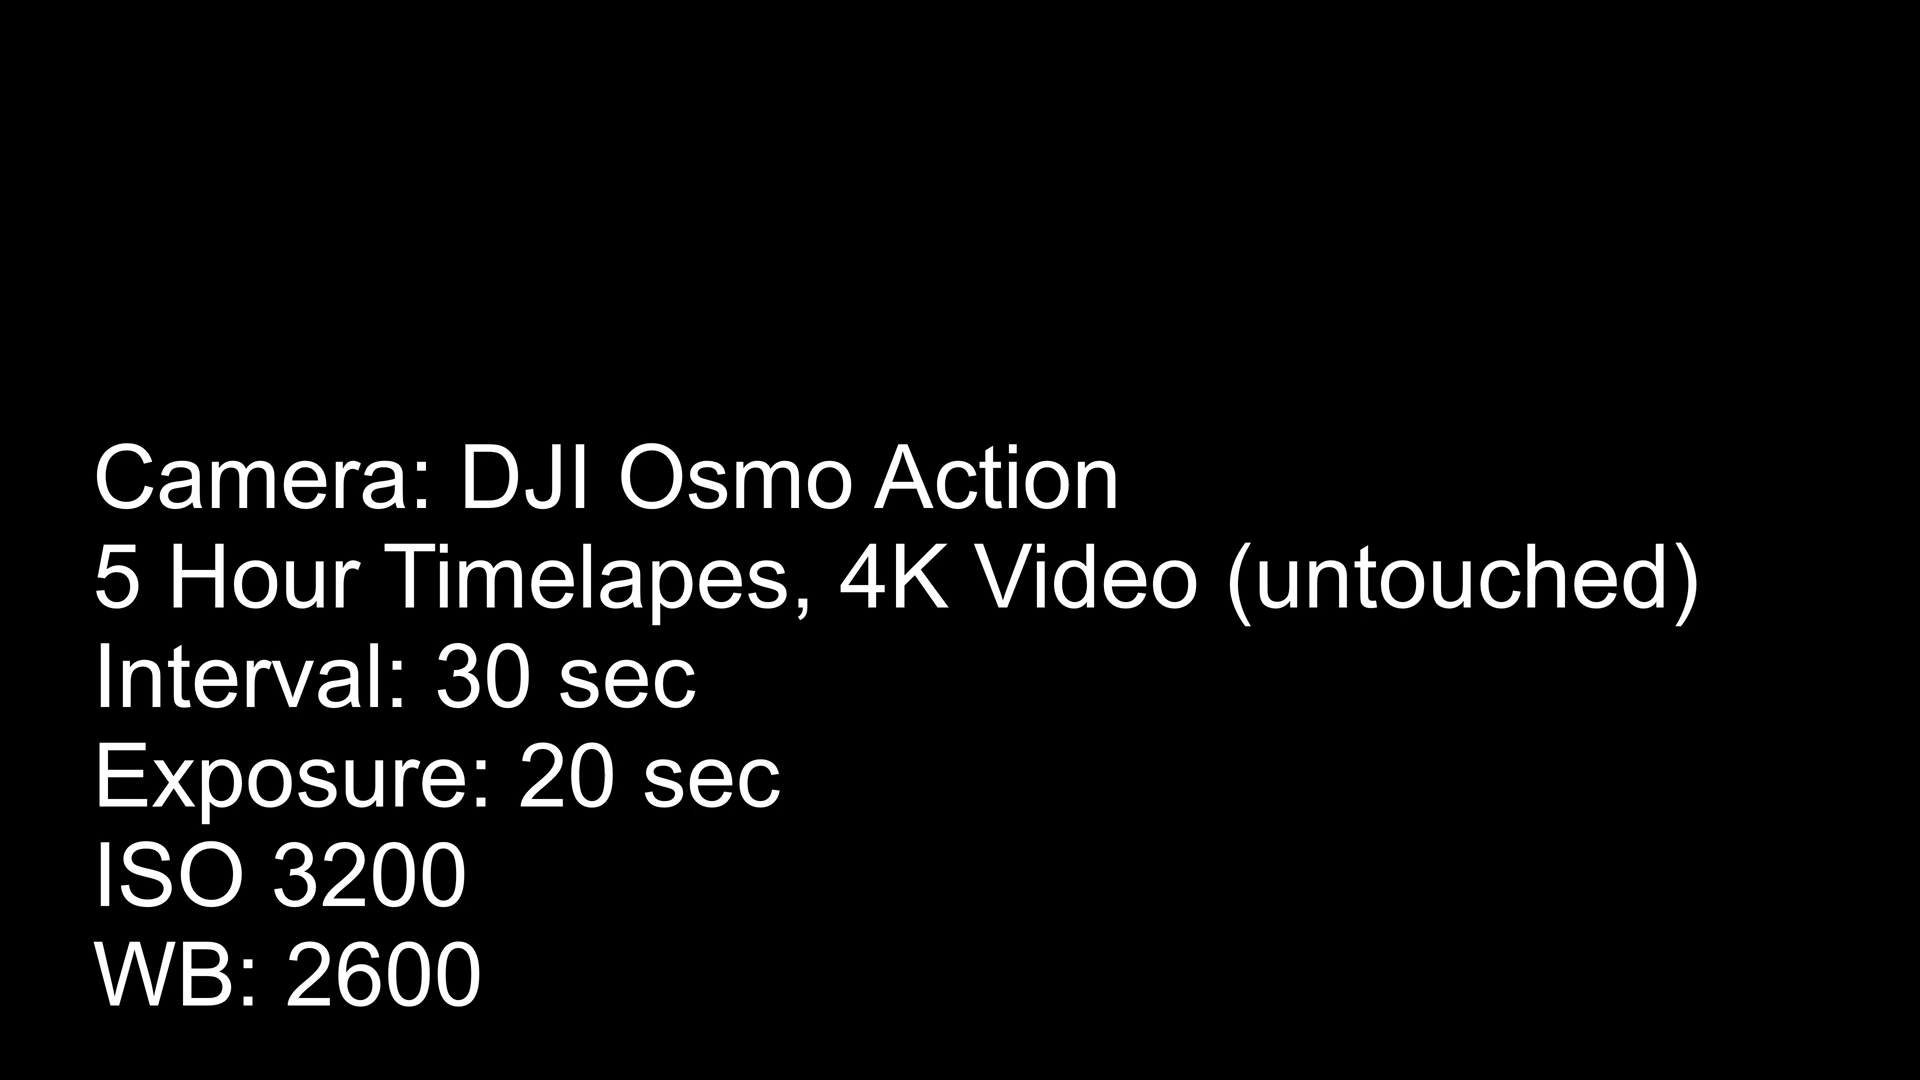 Camera: DJI Osmo Action
5 Hour Timelapes, 4K Video (untouched)
Interval: 30 sec
Exposure: 20 sec
ISO 3200
WB: 2600